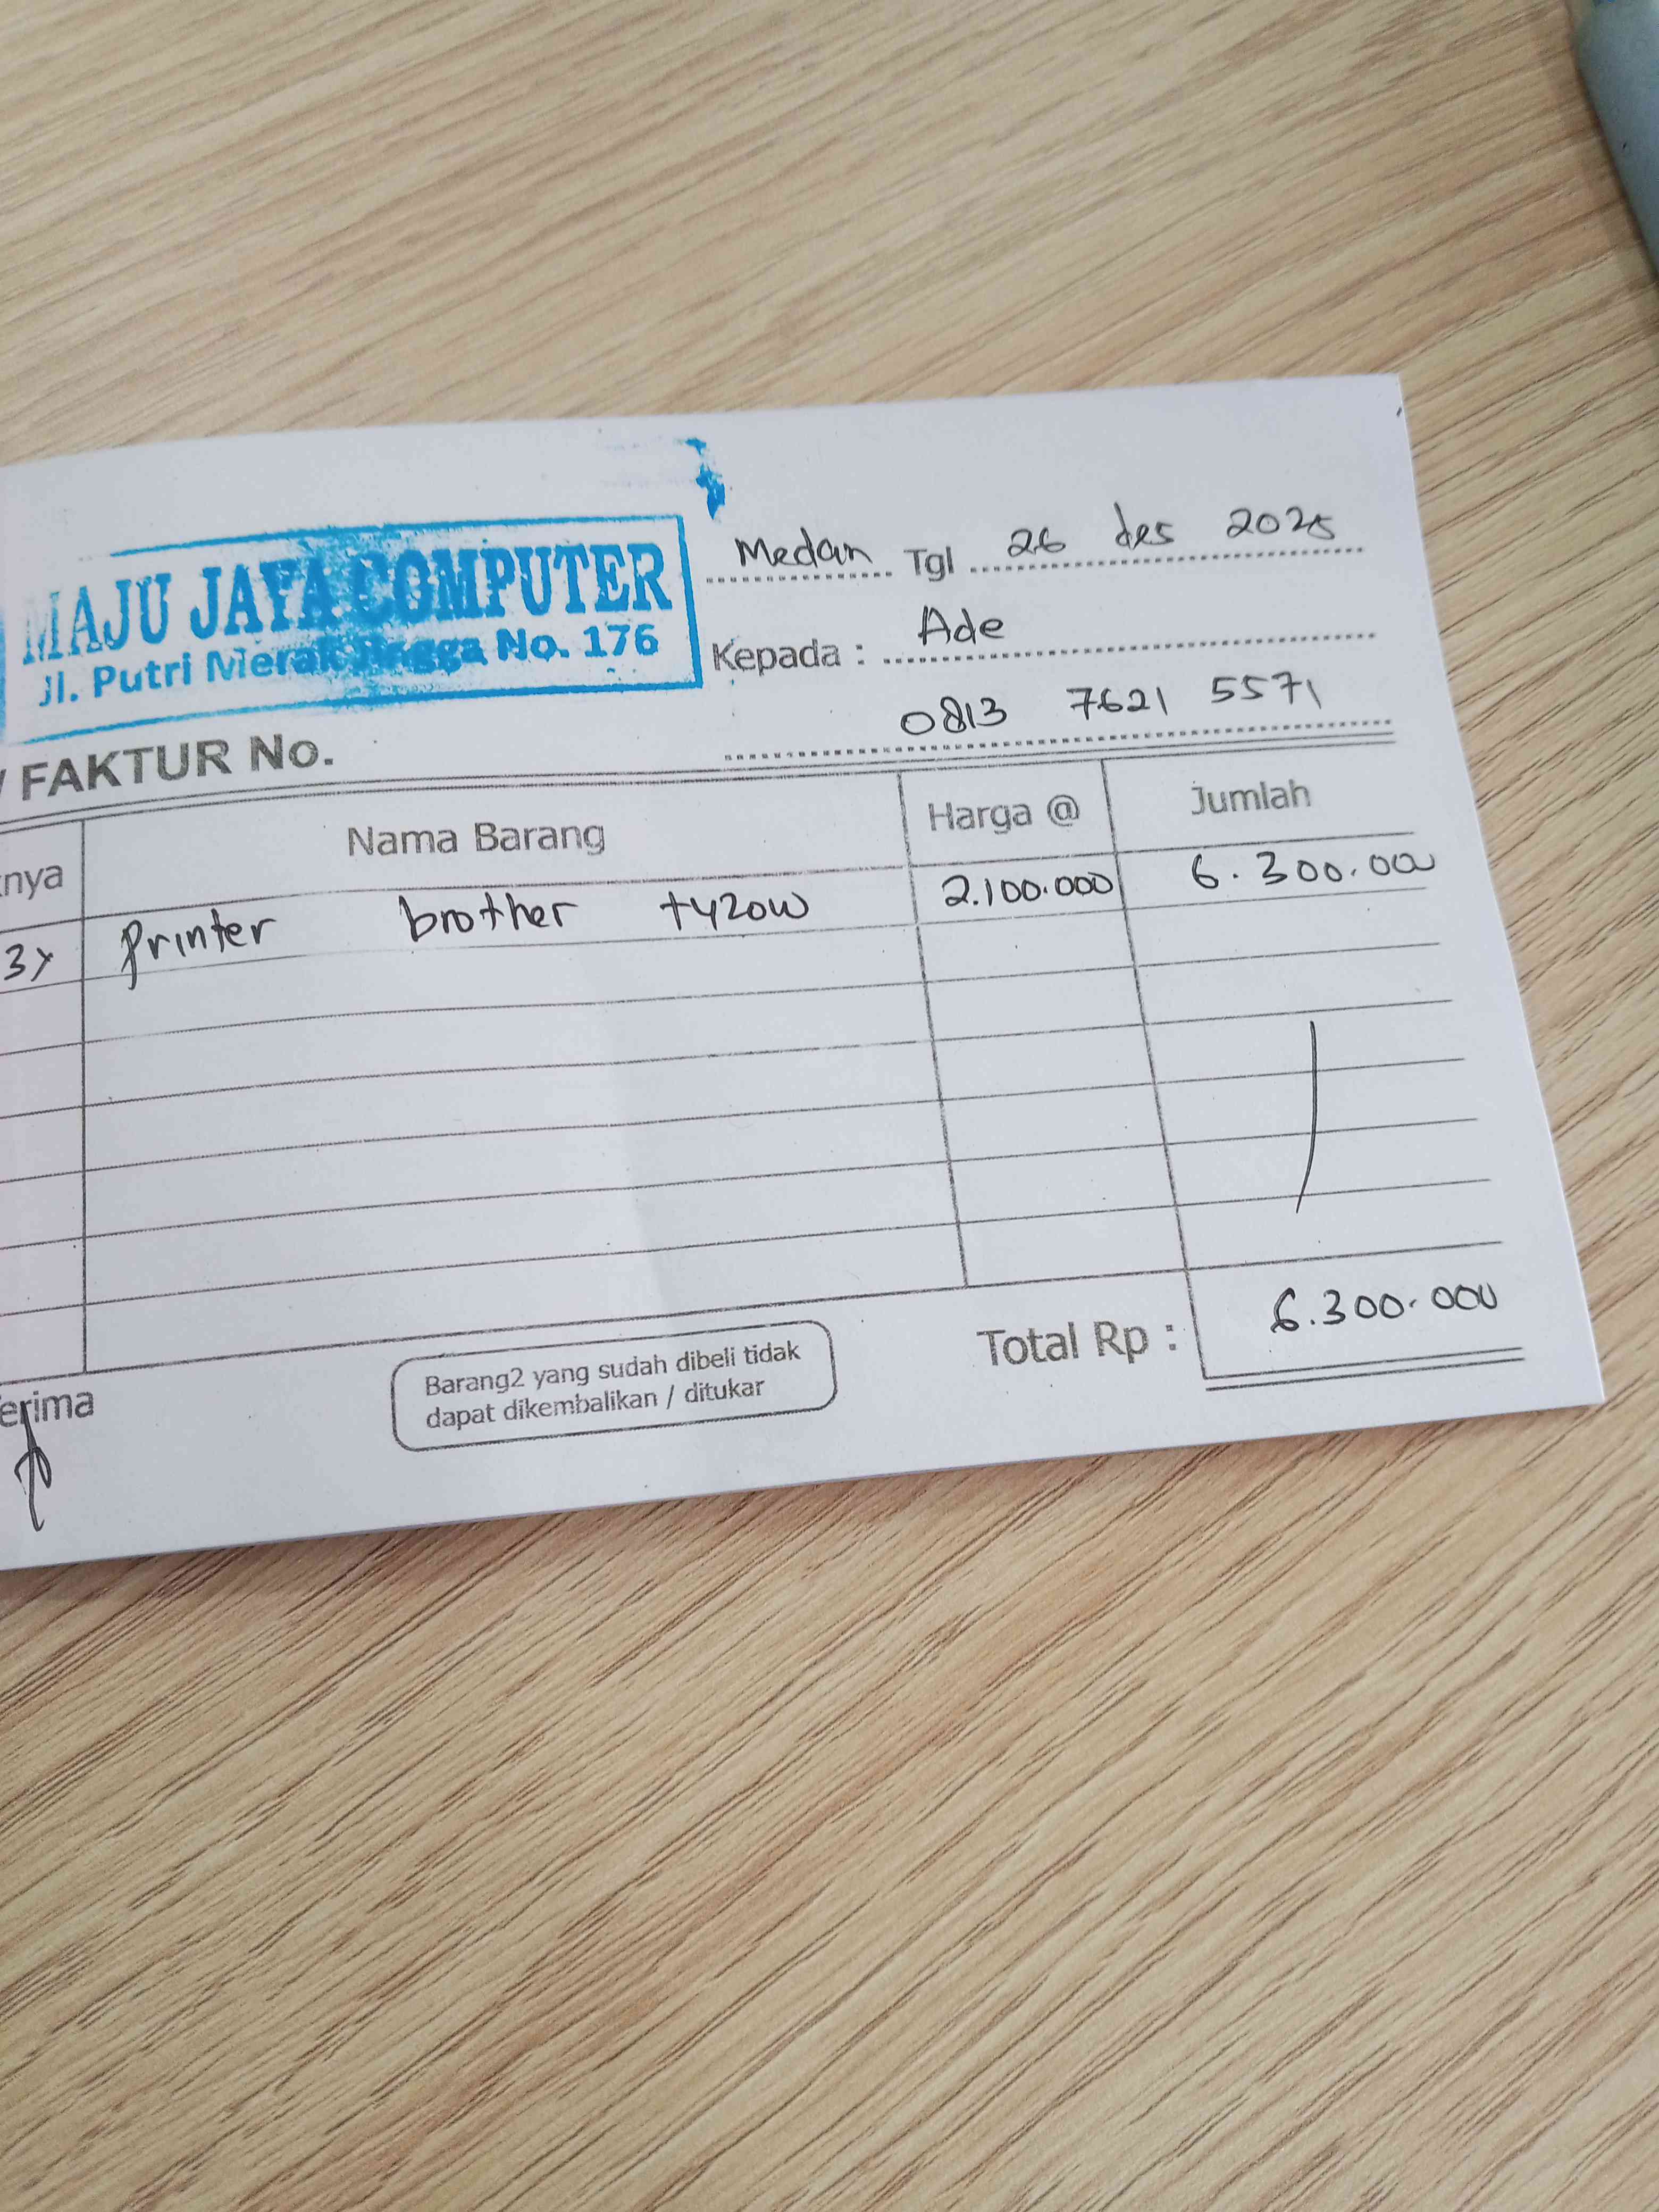 MAJU JAYA COMPUTER
Jl. Putri Merak Jingga No. 176
Medan Tgl 26 des 2025
Kepada : Ade
0813 7621 5571
/ FAKTUR No.
knya Nama Barang Harga @ Jumlah
3x Printer brother t420w 2.100.000 6.300.000
Total Rp : 6.300.000
Barang2 yang sudah dibeli tidak
dapat dikembalikan / ditukar
erima